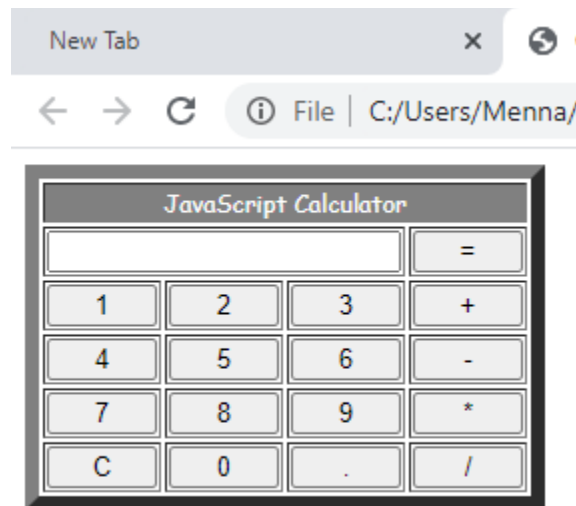 New Tab
File C:/Users/Menna/
JavaScript Calculator
=
1 2 3 +
4 5 6 -
7 8 9 *
C 0 . /